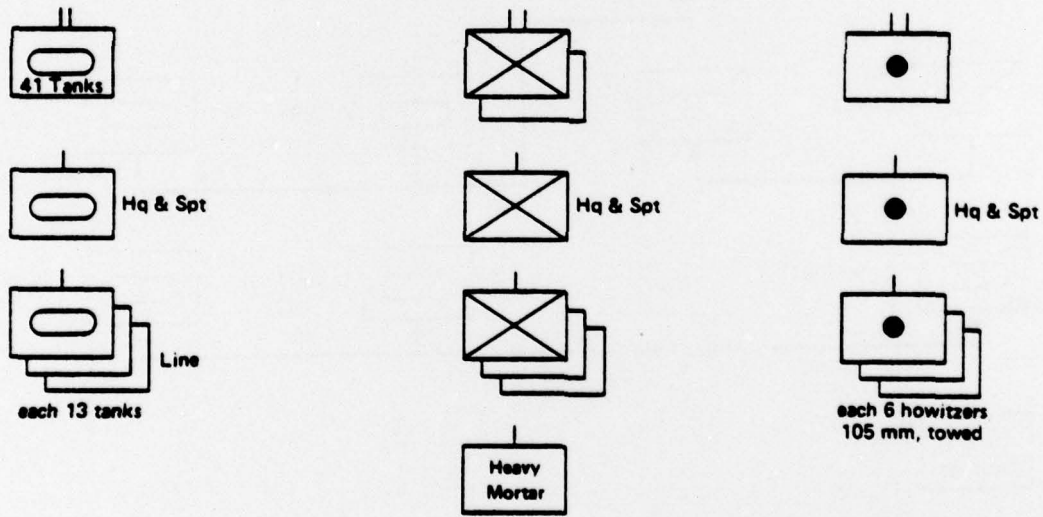 41 Tanks
Hq & Spt
Hq & Spt
Hq & Spt
Line
each 13 tanks
each 6 howitzers
105 mm, towed
Heavy
Mortar